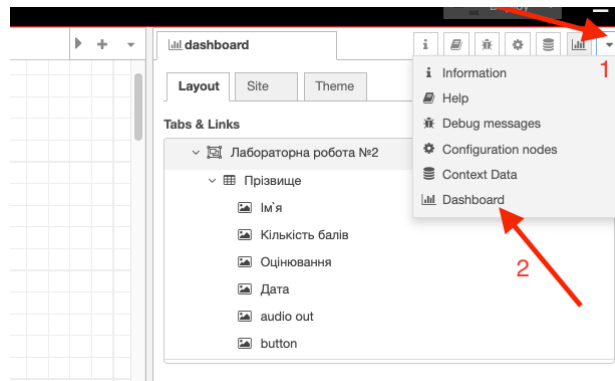 dashboard
i
1
Layout
Site
Theme
i Information
Help
Debug messages
Configuration nodes
Context Data
Dashboard
2
Tabs & Links
Лабораторна робота №2
Прізвище
Ім`я
Кількість балів
Оцінювання
Дата
audio out
button